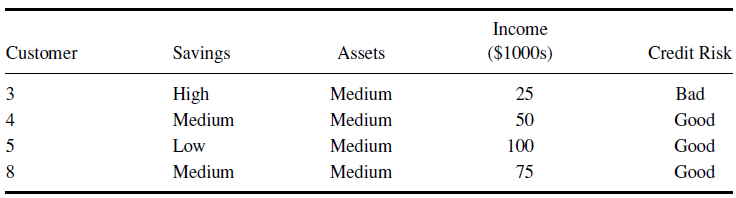 Income
Customer Savings Assets ($1000s) Credit Risk
3 High Medium 25 Bad
4 Medium Medium 50 Good
5 Low Medium 100 Good
8 Medium Medium 75 Good